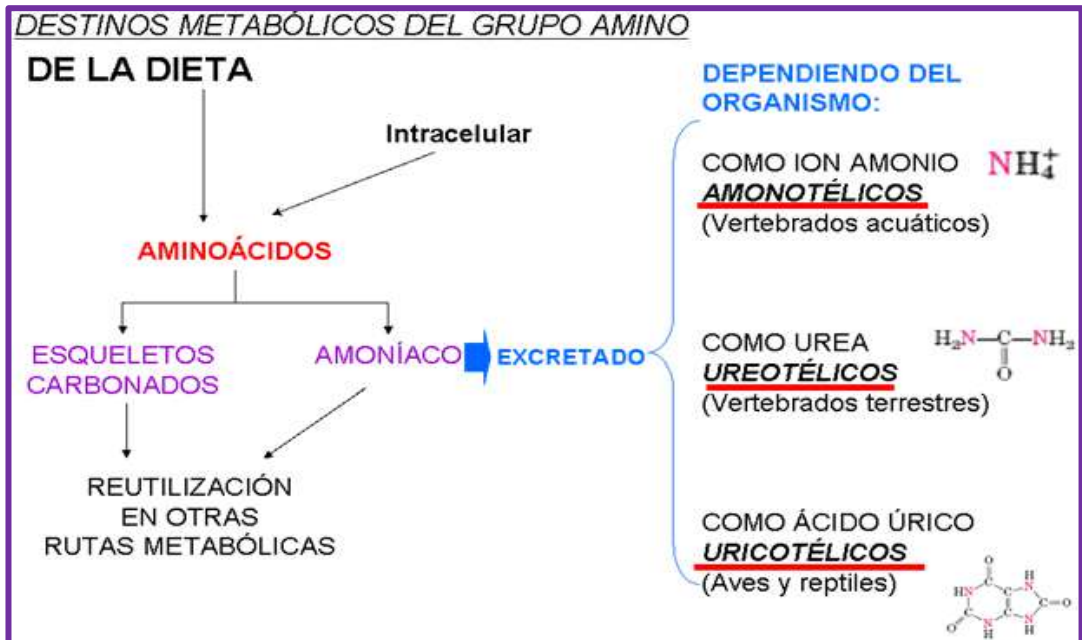 DESTINOS METABÓLICOS DEL GRUPO AMINO
DE LA DIETA
Intracelular
AMINOÁCIDOS
ESQUELETOS
CARBONADOS
AMONÍACO
EXCRETADO
REUTILIZACIÓN
EN OTRAS
RUTAS METABÓLICAS
DEPENDIENDO DEL
ORGANISMO:
COMO ION AMONIO
NH₄⁺
AMONOTÉLICOS
(Vertebrados acuáticos)
COMO UREA
H₂N—C—NH₂
O
UREOTÉLICOS
(Vertebrados terrestres)
COMO ÁCIDO ÚRICO
URICOTÉLICOS
(Aves y reptiles)
O
H
HN C N
C C
C C O
O N N
H H